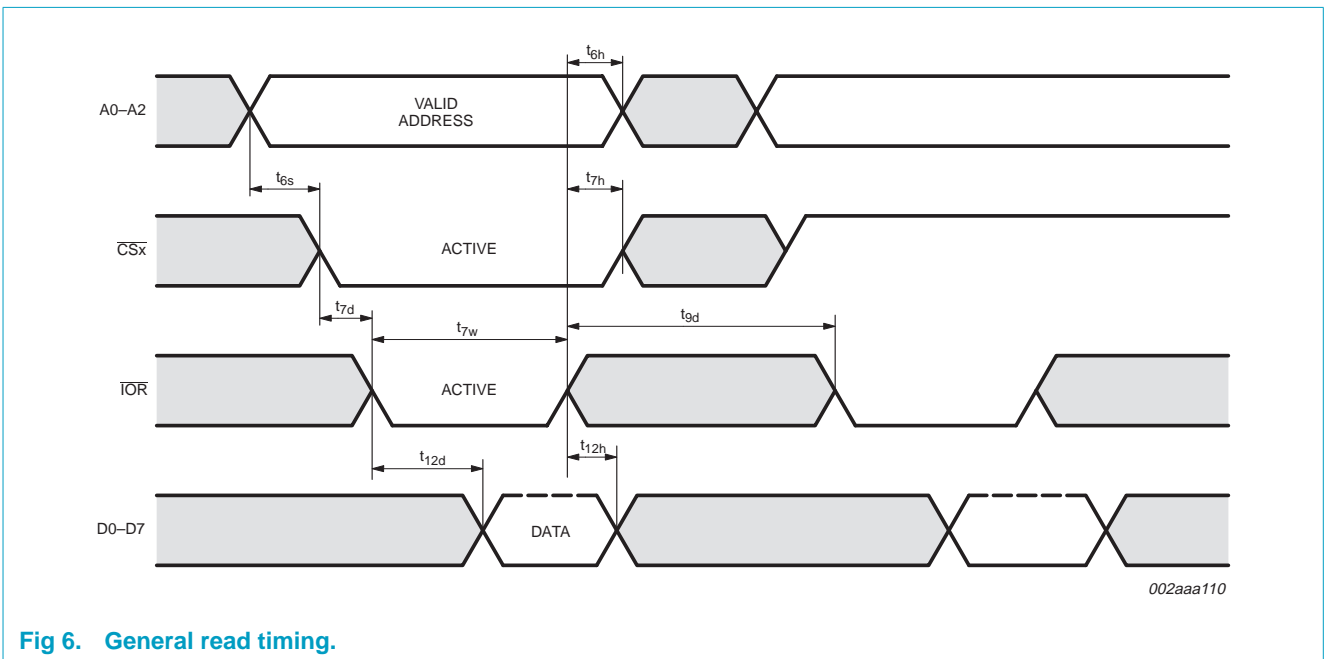 t6h
A0–A2
VALID
ADDRESS
t6s
t7h
CSx
ACTIVE
t7d
t7w
t9d
IOR
ACTIVE
t12d
t12h
D0–D7
DATA
002aaa110
Fig 6. General read timing.